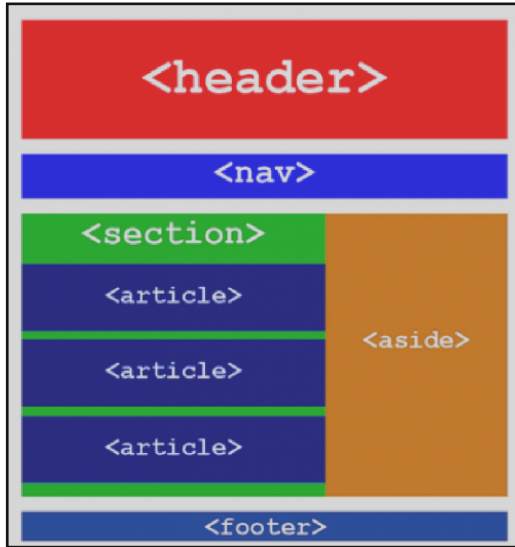 <header>
<nav>
<section>
<article>
<article>
<article>
<aside>
<footer>